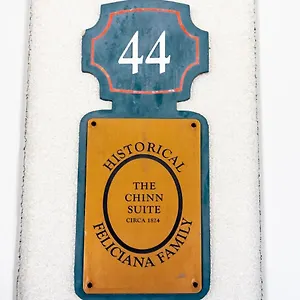 44
HISTORICAL
THE
CHINN
SUITE
CIRCA 1824
FELICIANA FAMILY